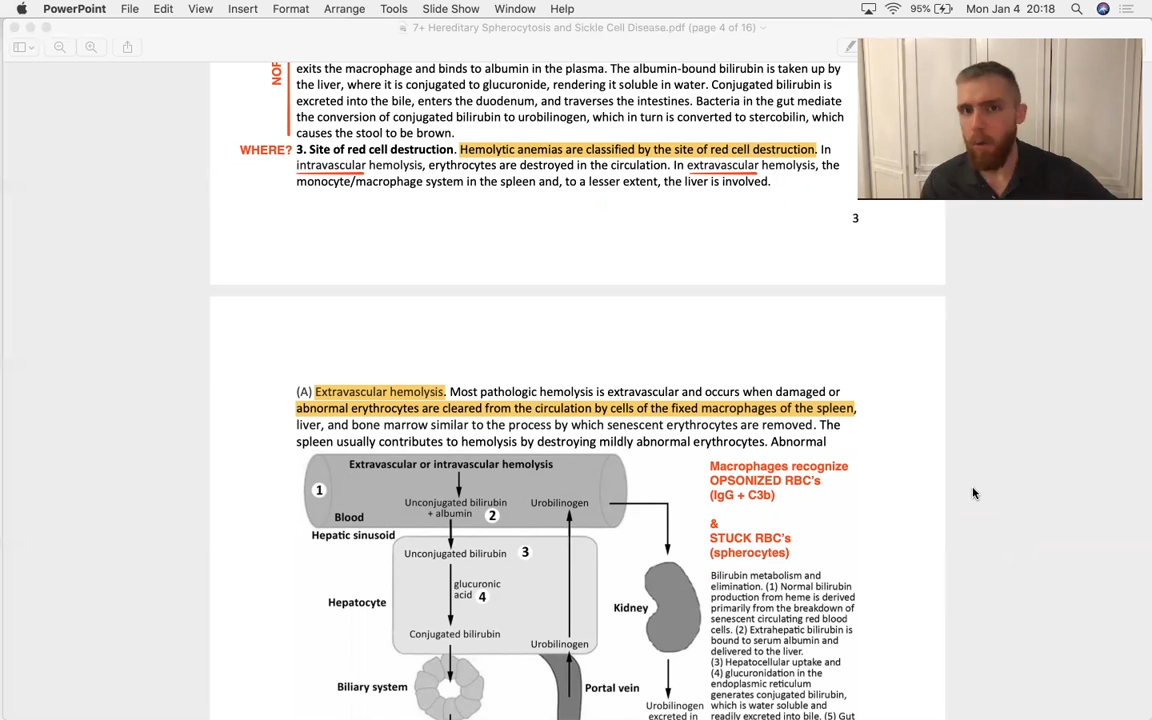 PowerPoint File Edit View Insert Format Arrange Tools Slide Show Window Help 95% Mon Jan 4 20:18
7+ Hereditary Spherocytosis and Sickle Cell Disease.pdf (page 4 of 16)
exits the macrophage and binds to albumin in the plasma. The albumin-bound bilirubin is taken up by
the liver, where it is conjugated to glucuronide, rendering it soluble in water. Conjugated bilirubin is
excreted into the bile, enters the duodenum, and traverses the intestines. Bacteria in the gut mediate
the conversion of conjugated bilirubin to urobilinogen, which in turn is converted to stercobilin, which
causes the stool to be brown.
WHERE? 3. Site of red cell destruction. Hemolytic anemias are classified by the site of red cell destruction. In
intravascular hemolysis, erythrocytes are destroyed in the circulation. In extravascular hemolysis, the
monocyte/macrophage system in the spleen and, to a lesser extent, the liver is involved.
3
(A) Extravascular hemolysis. Most pathologic hemolysis is extravascular and occurs when damaged or
abnormal erythrocytes are cleared from the circulation by cells of the fixed macrophages of the spleen,
liver, and bone marrow similar to the process by which senescent erythrocytes are removed. The
spleen usually contributes to hemolysis by destroying mildly abnormal erythrocytes. Abnormal
Extravascular or intravascular hemolysis
1
Unconjugated bilirubin
+ albumin 2
Urobilinogen
Blood
Hepatic sinusoid
Unconjugated bilirubin 3
glucuronic
acid 4
Hepatocyte
Conjugated bilirubin
Urobilinogen
Biliary system
Portal vein
Kidney
Urobilinogen
excreted in
Macrophages recognize
OPSONIZED RBC's
(IgG + C3b)
&
STUCK RBC's
(spherocytes)
Bilirubin metabolism and
elimination. (1) Normal bilirubin
production from heme is derived
primarily from the breakdown of
senescent circulating red blood
cells. (2) Extrahepatic bilirubin is
bound to serum albumin and
delivered to the liver.
(3) Hepatocellular uptake and
(4) glucuronidation in the
endoplasmic reticulum
generates conjugated bilirubin,
which is water soluble and
readily excreted into bile. (5) Gut